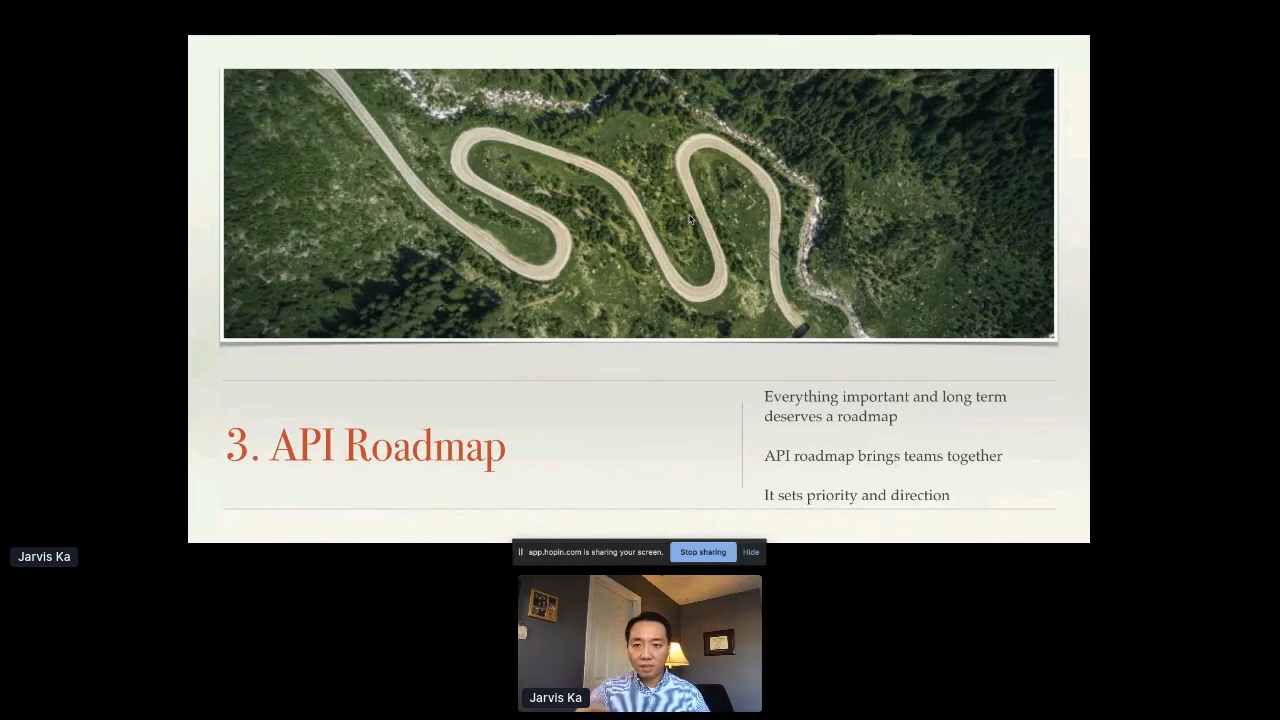 3. API Roadmap
Everything important and long term
deserves a roadmap
API roadmap brings teams together
It sets priority and direction
Jarvis Ka
app.hopin.com is sharing your screen.
Stop sharing
Hide
Jarvis Ka